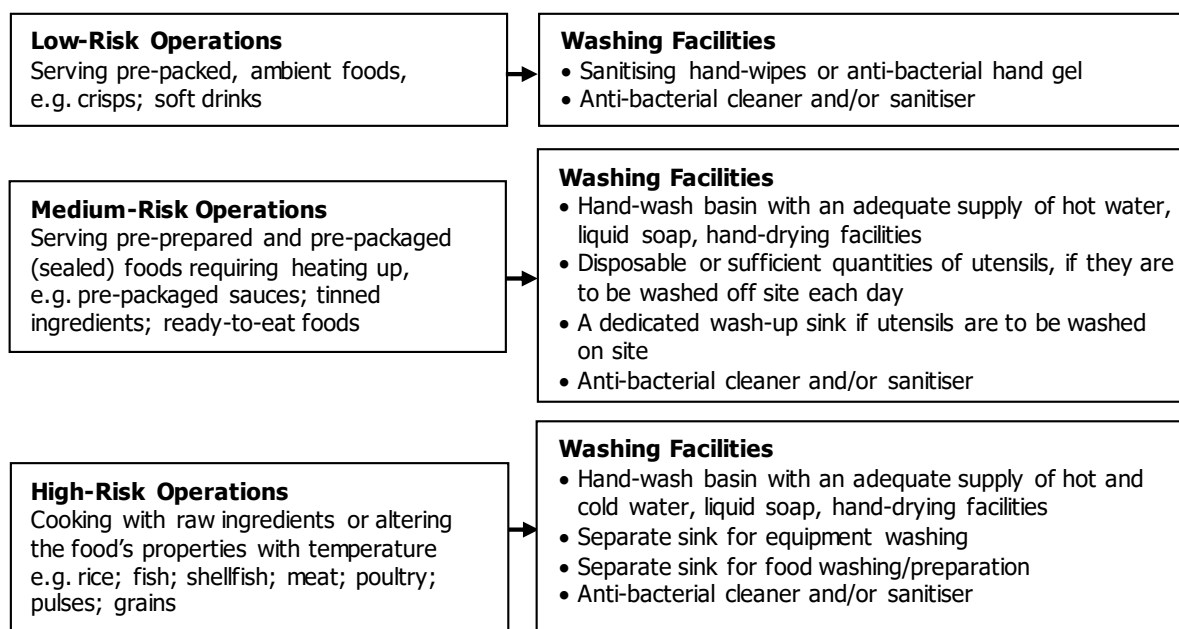 Low-Risk Operations
Serving pre-packed, ambient foods,
e.g. crisps; soft drinks
Washing Facilities
• Sanitising hand-wipes or anti-bacterial hand gel
• Anti-bacterial cleaner and/or sanitiser
Medium-Risk Operations
Serving pre-prepared and pre-packaged
(sealed) foods requiring heating up,
e.g. pre-packaged sauces; tinned
ingredients; ready-to-eat foods
Washing Facilities
• Hand-wash basin with an adequate supply of hot water,
liquid soap, hand-drying facilities
• Disposable or sufficient quantities of utensils, if they are
to be washed off site each day
• A dedicated wash-up sink if utensils are to be washed
on site
• Anti-bacterial cleaner and/or sanitiser
High-Risk Operations
Cooking with raw ingredients or altering
the food's properties with temperature
e.g. rice; fish; shellfish; meat; poultry;
pulses; grains
Washing Facilities
• Hand-wash basin with an adequate supply of hot and
cold water, liquid soap, hand-drying facilities
• Separate sink for equipment washing
• Separate sink for food washing/preparation
• Anti-bacterial cleaner and/or sanitiser